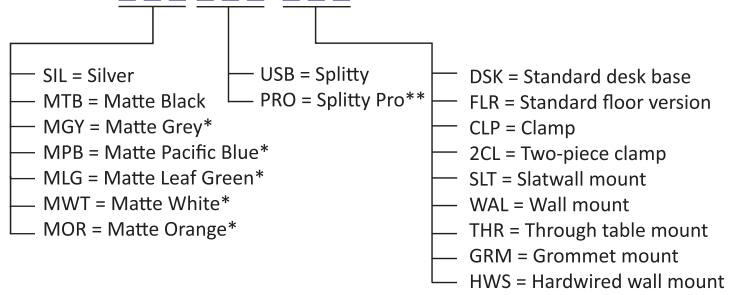 SIL = Silver
MTB = Matte Black
MGY = Matte Grey*
MPB = Matte Pacific Blue*
MLG = Matte Leaf Green*
MWT = Matte White*
MOR = Matte Orange*
USB = Splitty
PRO = Splitty Pro**
DSK = Standard desk base
FLR = Standard floor version
CLP = Clamp
2CL = Two-piece clamp
SLT = Slatwall mount
WAL = Wall mount
THR = Through table mount
GRM = Grommet mount
HWS = Hardwired wall mount